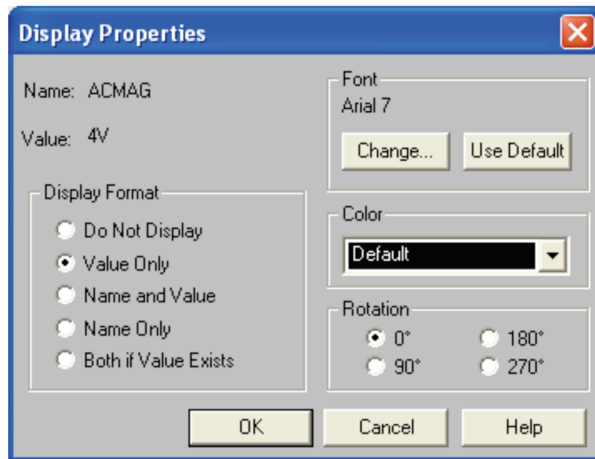 Display Properties
Name: ACMAG
Value: 4V
Display Format
Do Not Display
Value Only
Name and Value
Name Only
Both if Value Exists
Font
Arial 7
Change...
Use Default
Color
Default
Rotation
0° 180°
90° 270°
OK Cancel Help